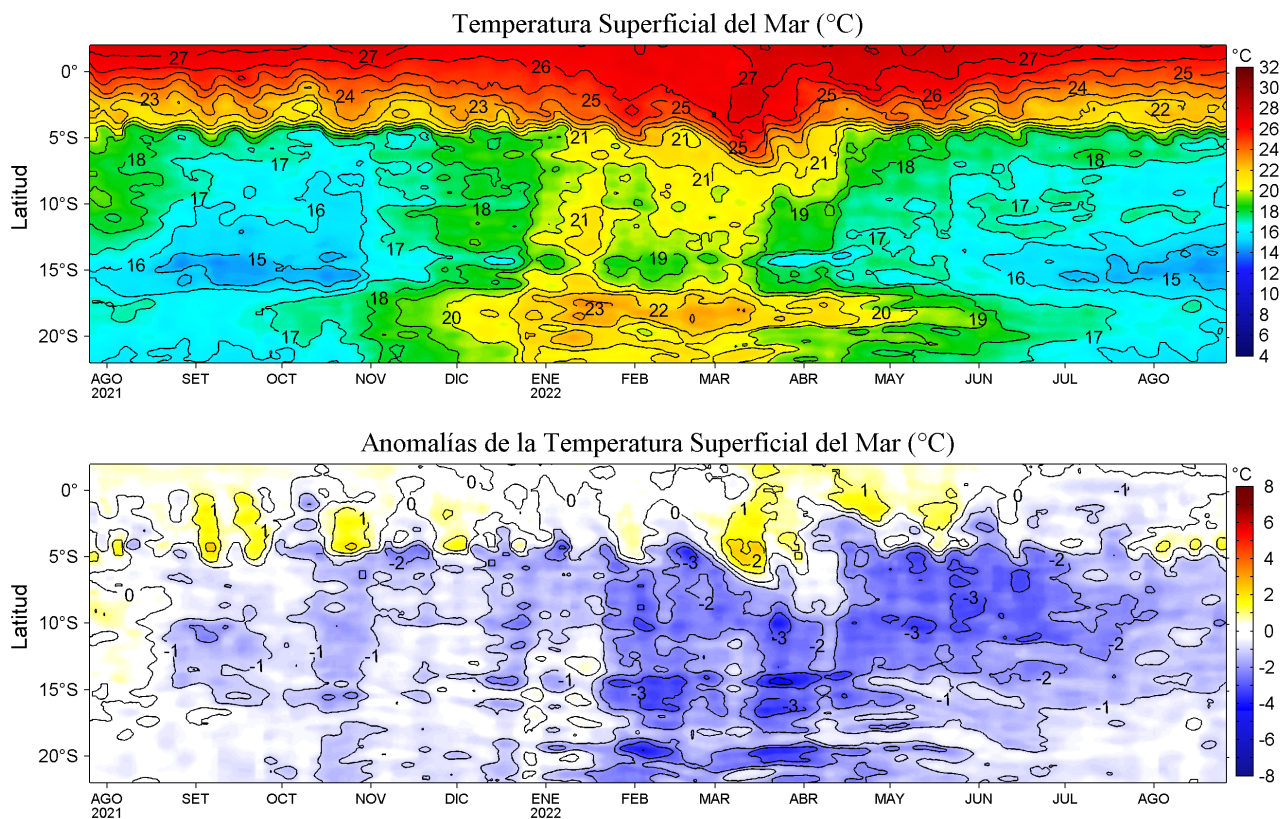 Temperatura Superficial del Mar (°C)
°C
27 27 26 27 27 25
0°
23 24 23 25 25 25 26 24 22
5°S
18 17 21 21 25 21 18
17 16 18 21 21 19 17
10°S
17 17
16 15 19 16 15
15°S
18 20 23 22 20 19
17 17
20°S
Latitud
AGO SET OCT NOV DIC ENE FEB MAR ABR MAY JUN JUL AGO
2021 2022
32
30
28
26
24
22
20
18
16
14
12
10
8
6
4
Anomalías de la Temperatura Superficial del Mar (°C)
°C
0 0 0 -1
0°
1 1 1 0 1 1
5°S
-2 -3 2 -2
0 -2 -3
10°S
-3 -3
-1 -1 -1 -2 -2
-1 -3 -2
15°S
-3 -1 -1
20°S
Latitud
AGO SET OCT NOV DIC ENE FEB MAR ABR MAY JUN JUL AGO
2021 2022
8
6
4
2
0
-2
-4
-6
-8